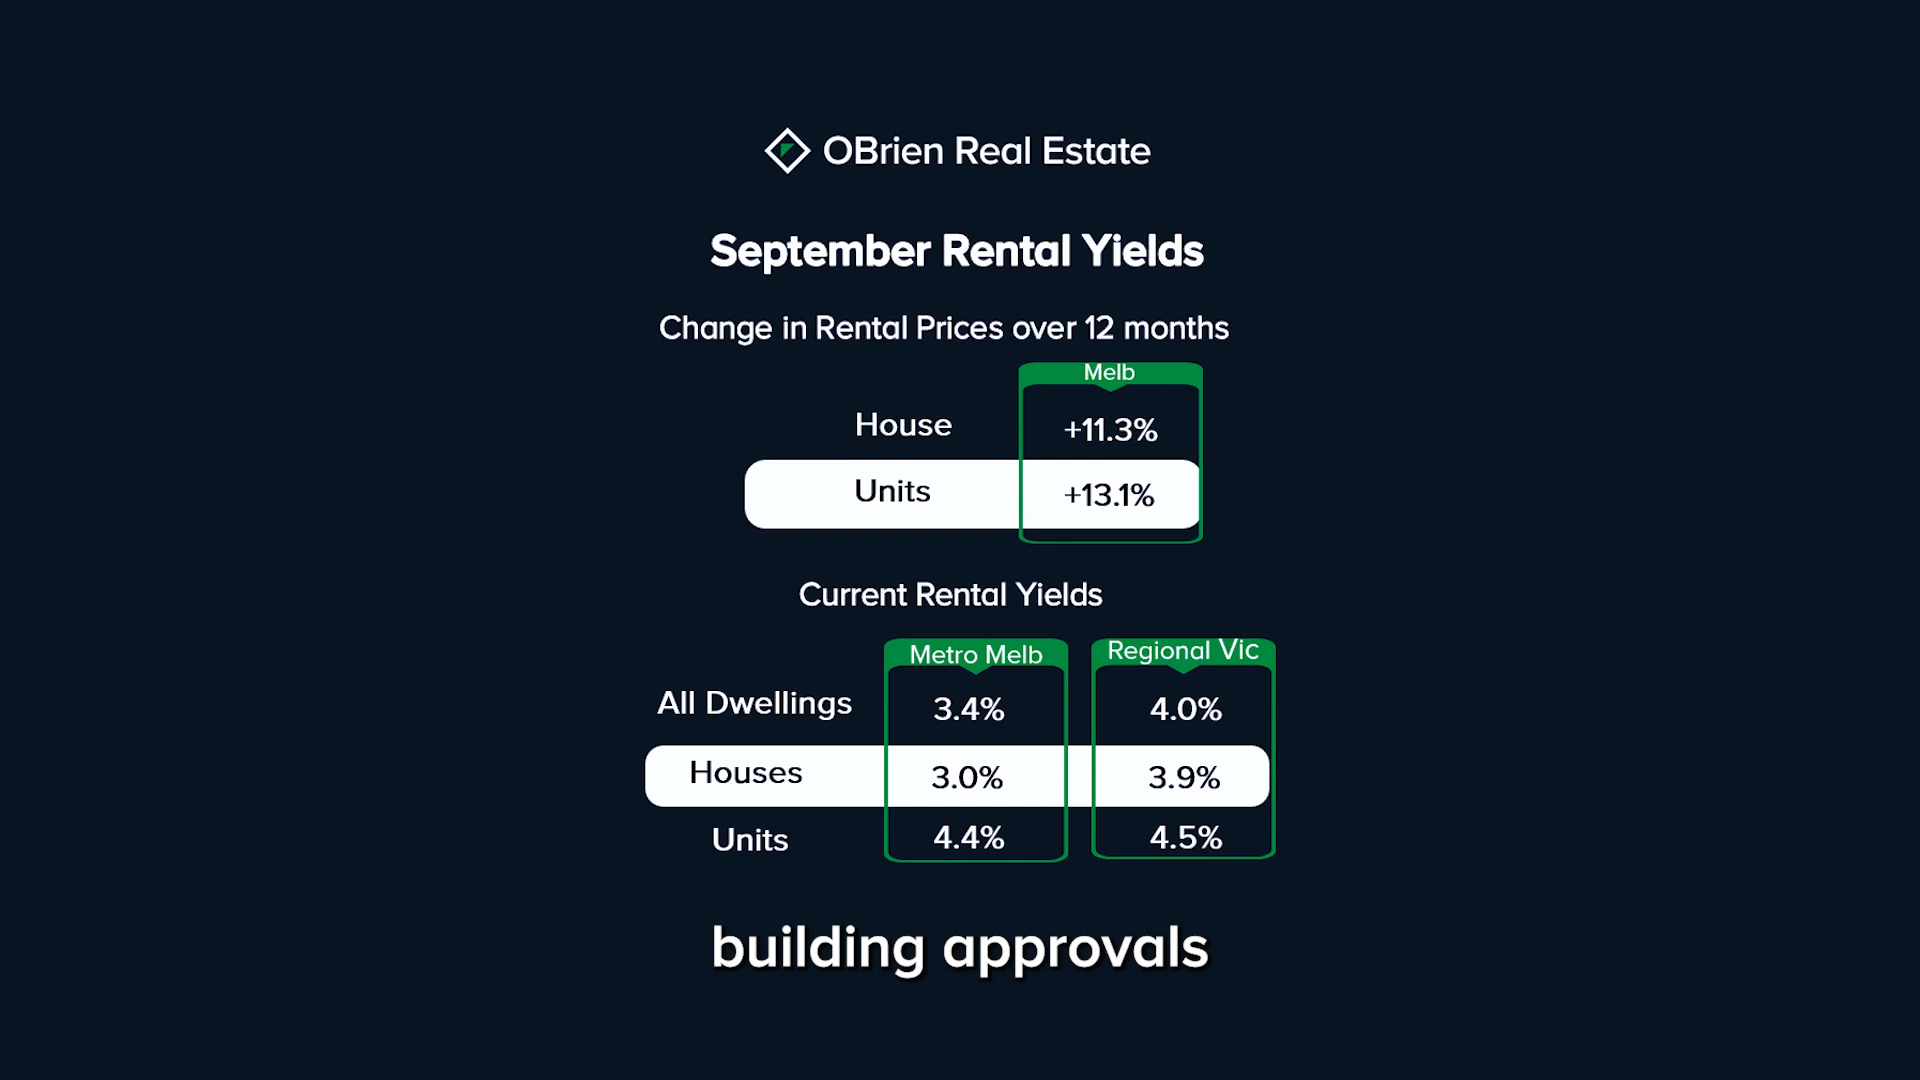 OBrien Real Estate
September Rental Yields
Change in Rental Prices over 12 months
Melb
House +11.3%
Units +13.1%
Current Rental Yields
Metro Melb Regional Vic
All Dwellings 3.4% 4.0%
Houses 3.0% 3.9%
Units 4.4% 4.5%
building approvals